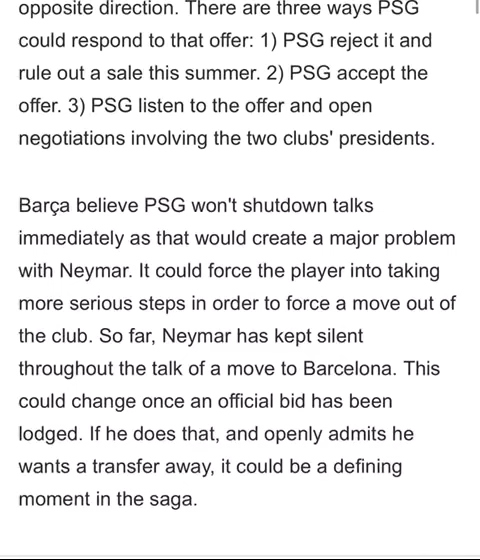 opposite direction. There are three ways PSG
could respond to that offer: 1) PSG reject it and
rule out a sale this summer. 2) PSG accept the
offer. 3) PSG listen to the offer and open
negotiations involving the two clubs' presidents.
Barça believe PSG won't shutdown talks
immediately as that would create a major problem
with Neymar. It could force the player into taking
more serious steps in order to force a move out of
the club. So far, Neymar has kept silent
throughout the talk of a move to Barcelona. This
could change once an official bid has been
lodged. If he does that, and openly admits he
wants a transfer away, it could be a defining
moment in the saga.